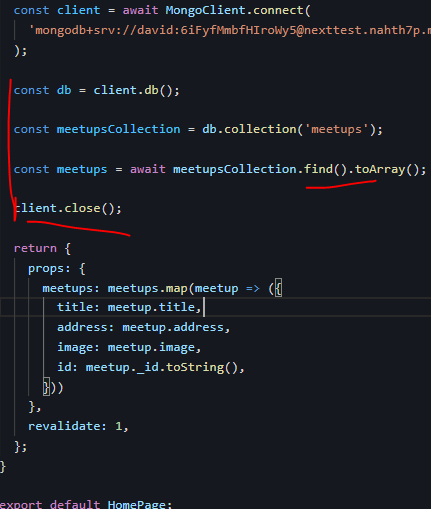 const client = await MongoClient.connect(
'mongodb+srv://david:6iFyfMmbfHIroWy5@nexttest.nahth7p.m
);
const db = client.db();
const meetupsCollection = db.collection('meetups');
const meetups = await meetupsCollection.find().toArray();
client.close();
return {
props: {
meetups: meetups.map(meetup => ({
title: meetup.title,
address: meetup.address,
image: meetup.image,
id: meetup._id.toString(),
}))
},
revalidate: 1,
};
}
export default HomePage;